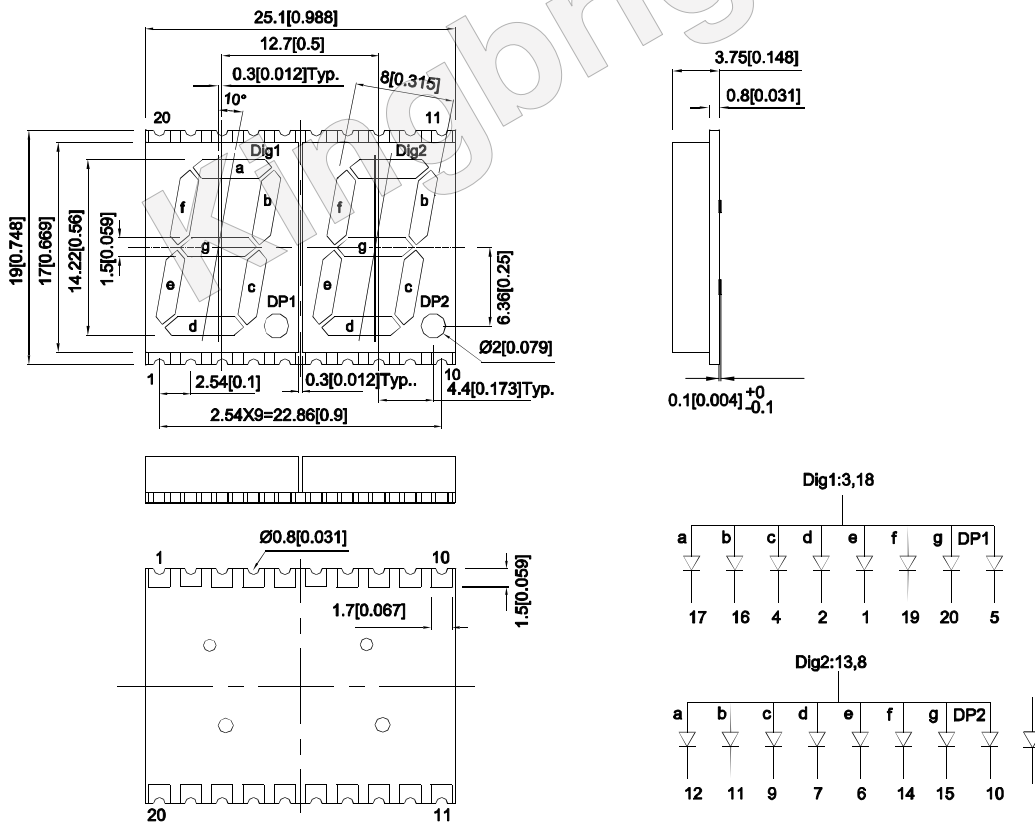 Kingbrig
25.1[0.988]
12.7[0.5]
0.3[0.012]Typ.
8[0.315]
10°
20
11
Dig1
Dig2
a
b
f
g
e
c
d
DP1
f
b
g
e
c
d
DP2
19[0.748]
17[0.669]
14.22[0.56]
1.5[0.059]
6.36[0.25]
Ø2[0.079]
1
10
2.54[0.1]
0.3[0.012]Typ..
4.4[0.173]Typ.
2.54X9=22.86[0.9]
3.75[0.148]
0.8[0.031]
0.1[0.004] +0 -0.1
Ø0.8[0.031]
1
10
1.7[0.067]
1.5[0.059]
20
11
Dig1:3,18
a b c d e f g DP1
17 16 4 2 1 19 20 5
Dig2:13,8
a b c d e f g DP2
12 11 9 7 6 14 15 10